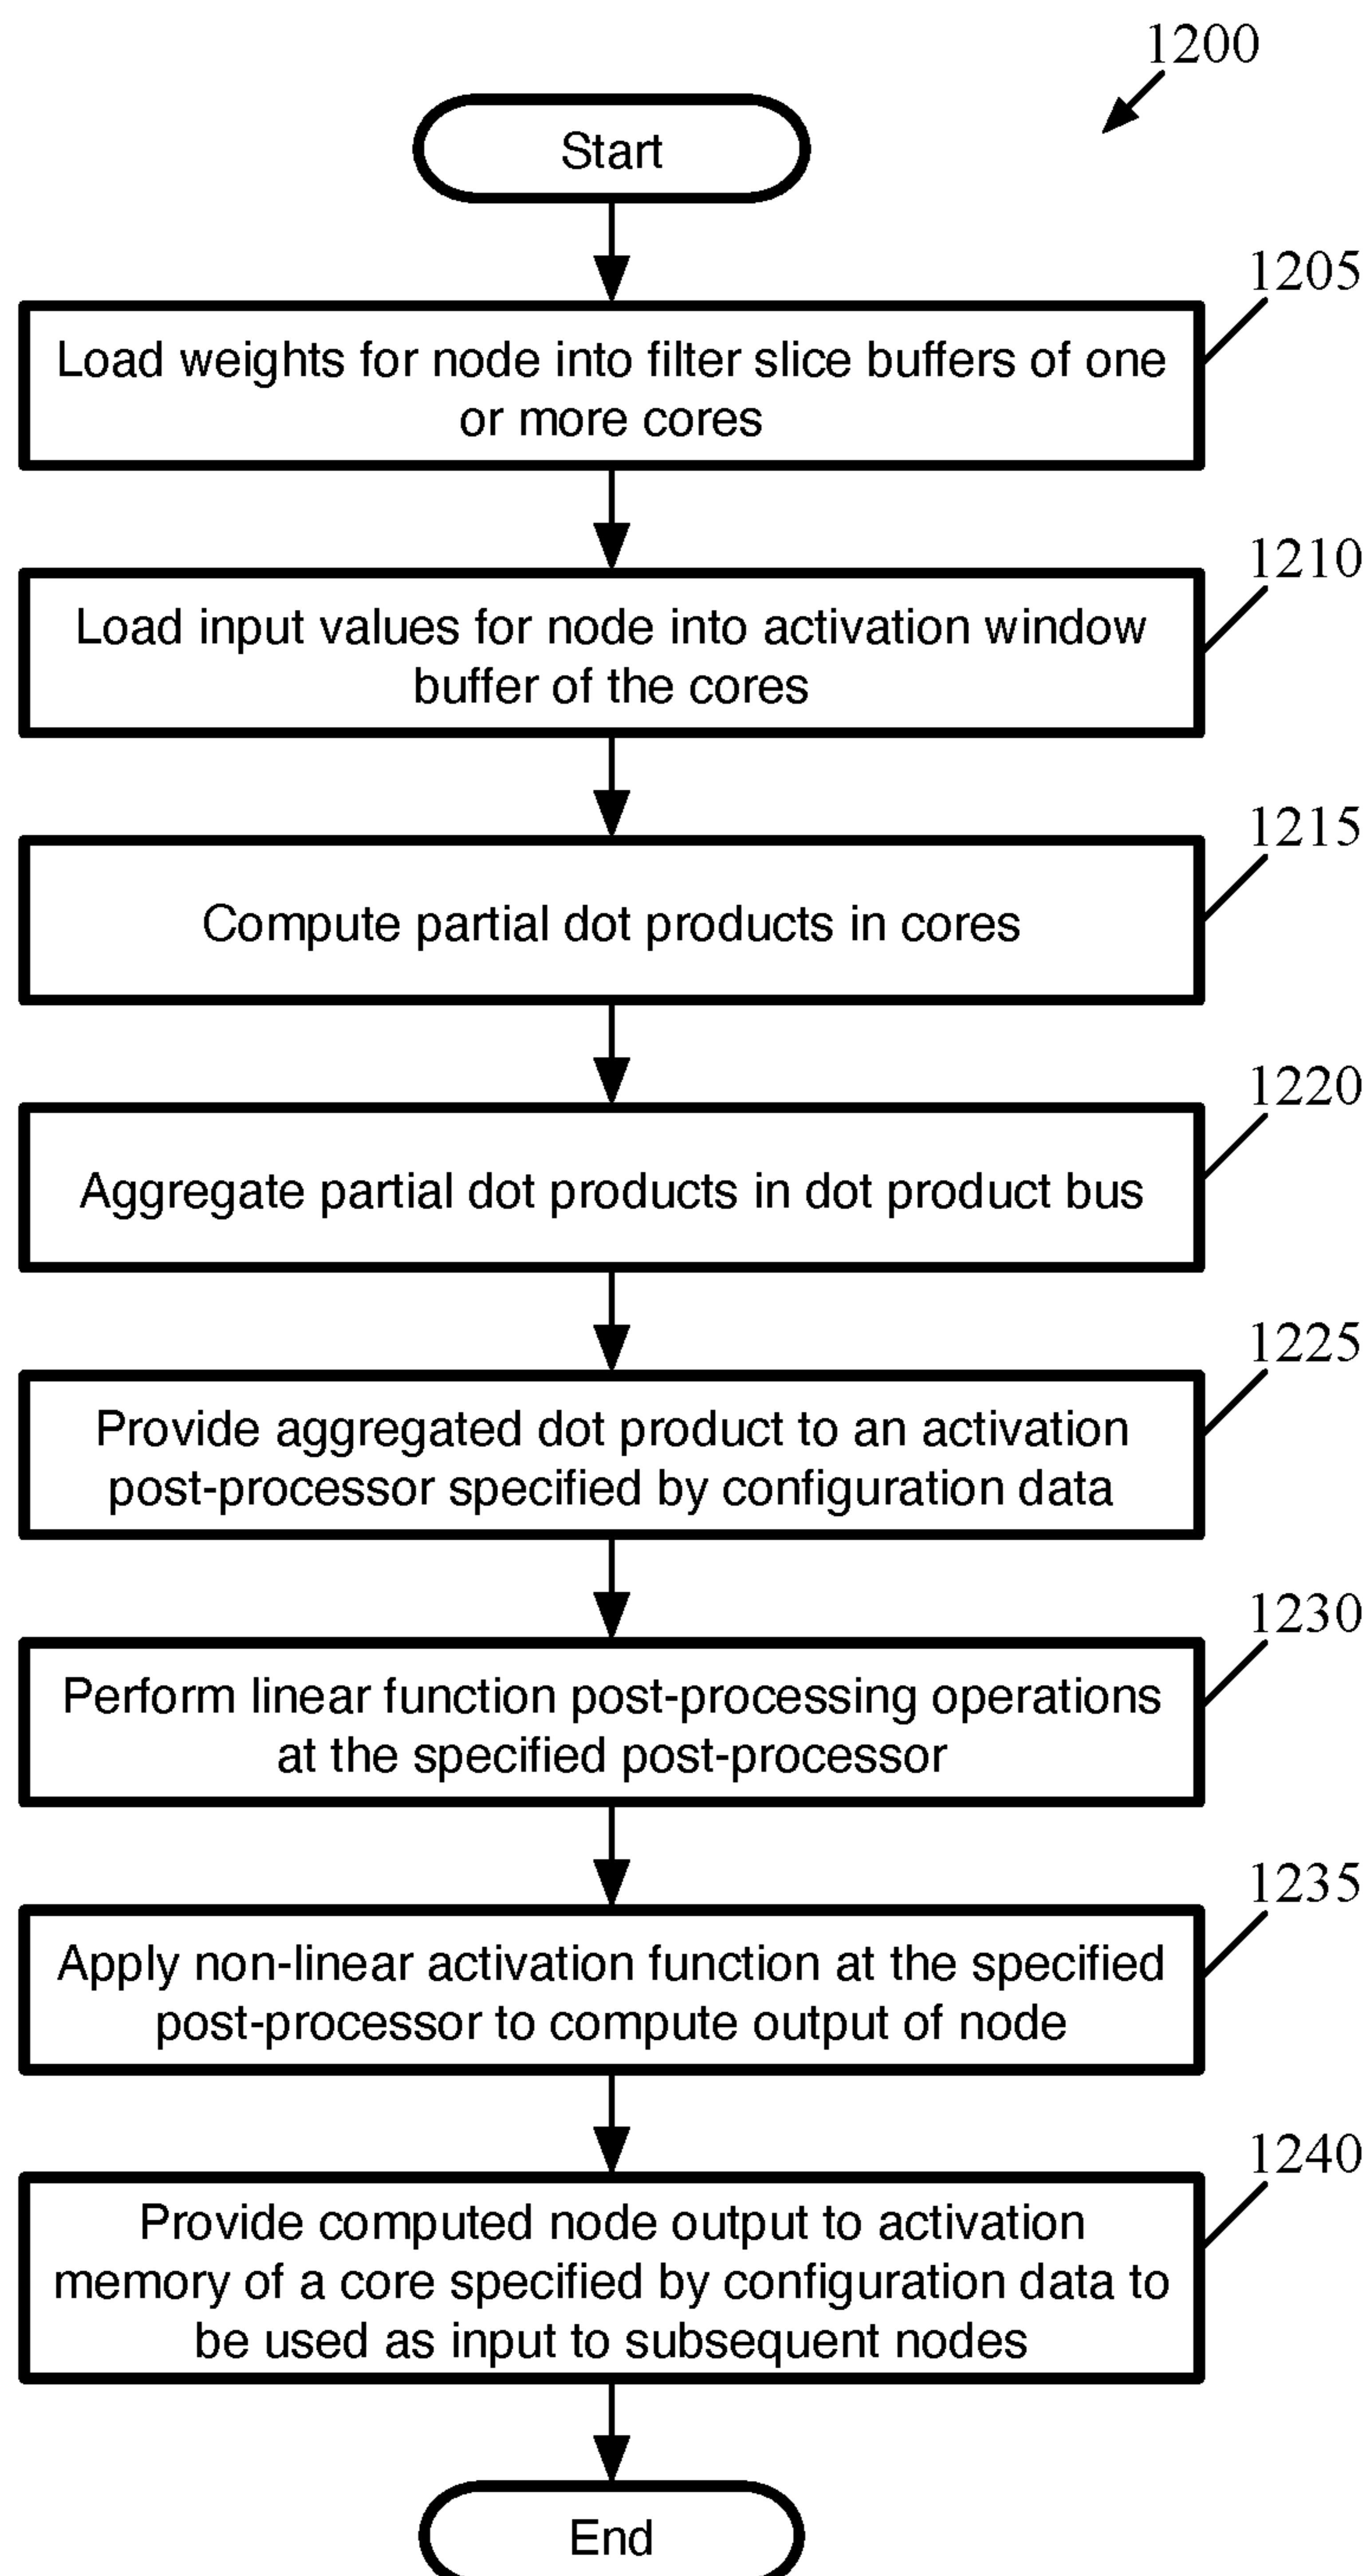 1200
Start
1205
Load weights for node into filter slice buffers of one
or more cores
1210
Load input values for node into activation window
buffer of the cores
1215
Compute partial dot products in cores
1220
Aggregate partial dot products in dot product bus
1225
Provide aggregated dot product to an activation
post-processor specified by configuration data
1230
Perform linear function post-processing operations
at the specified post-processor
1235
Apply non-linear activation function at the specified
post-processor to compute output of node
1240
Provide computed node output to activation
memory of a core specified by configuration data to
be used as input to subsequent nodes
End